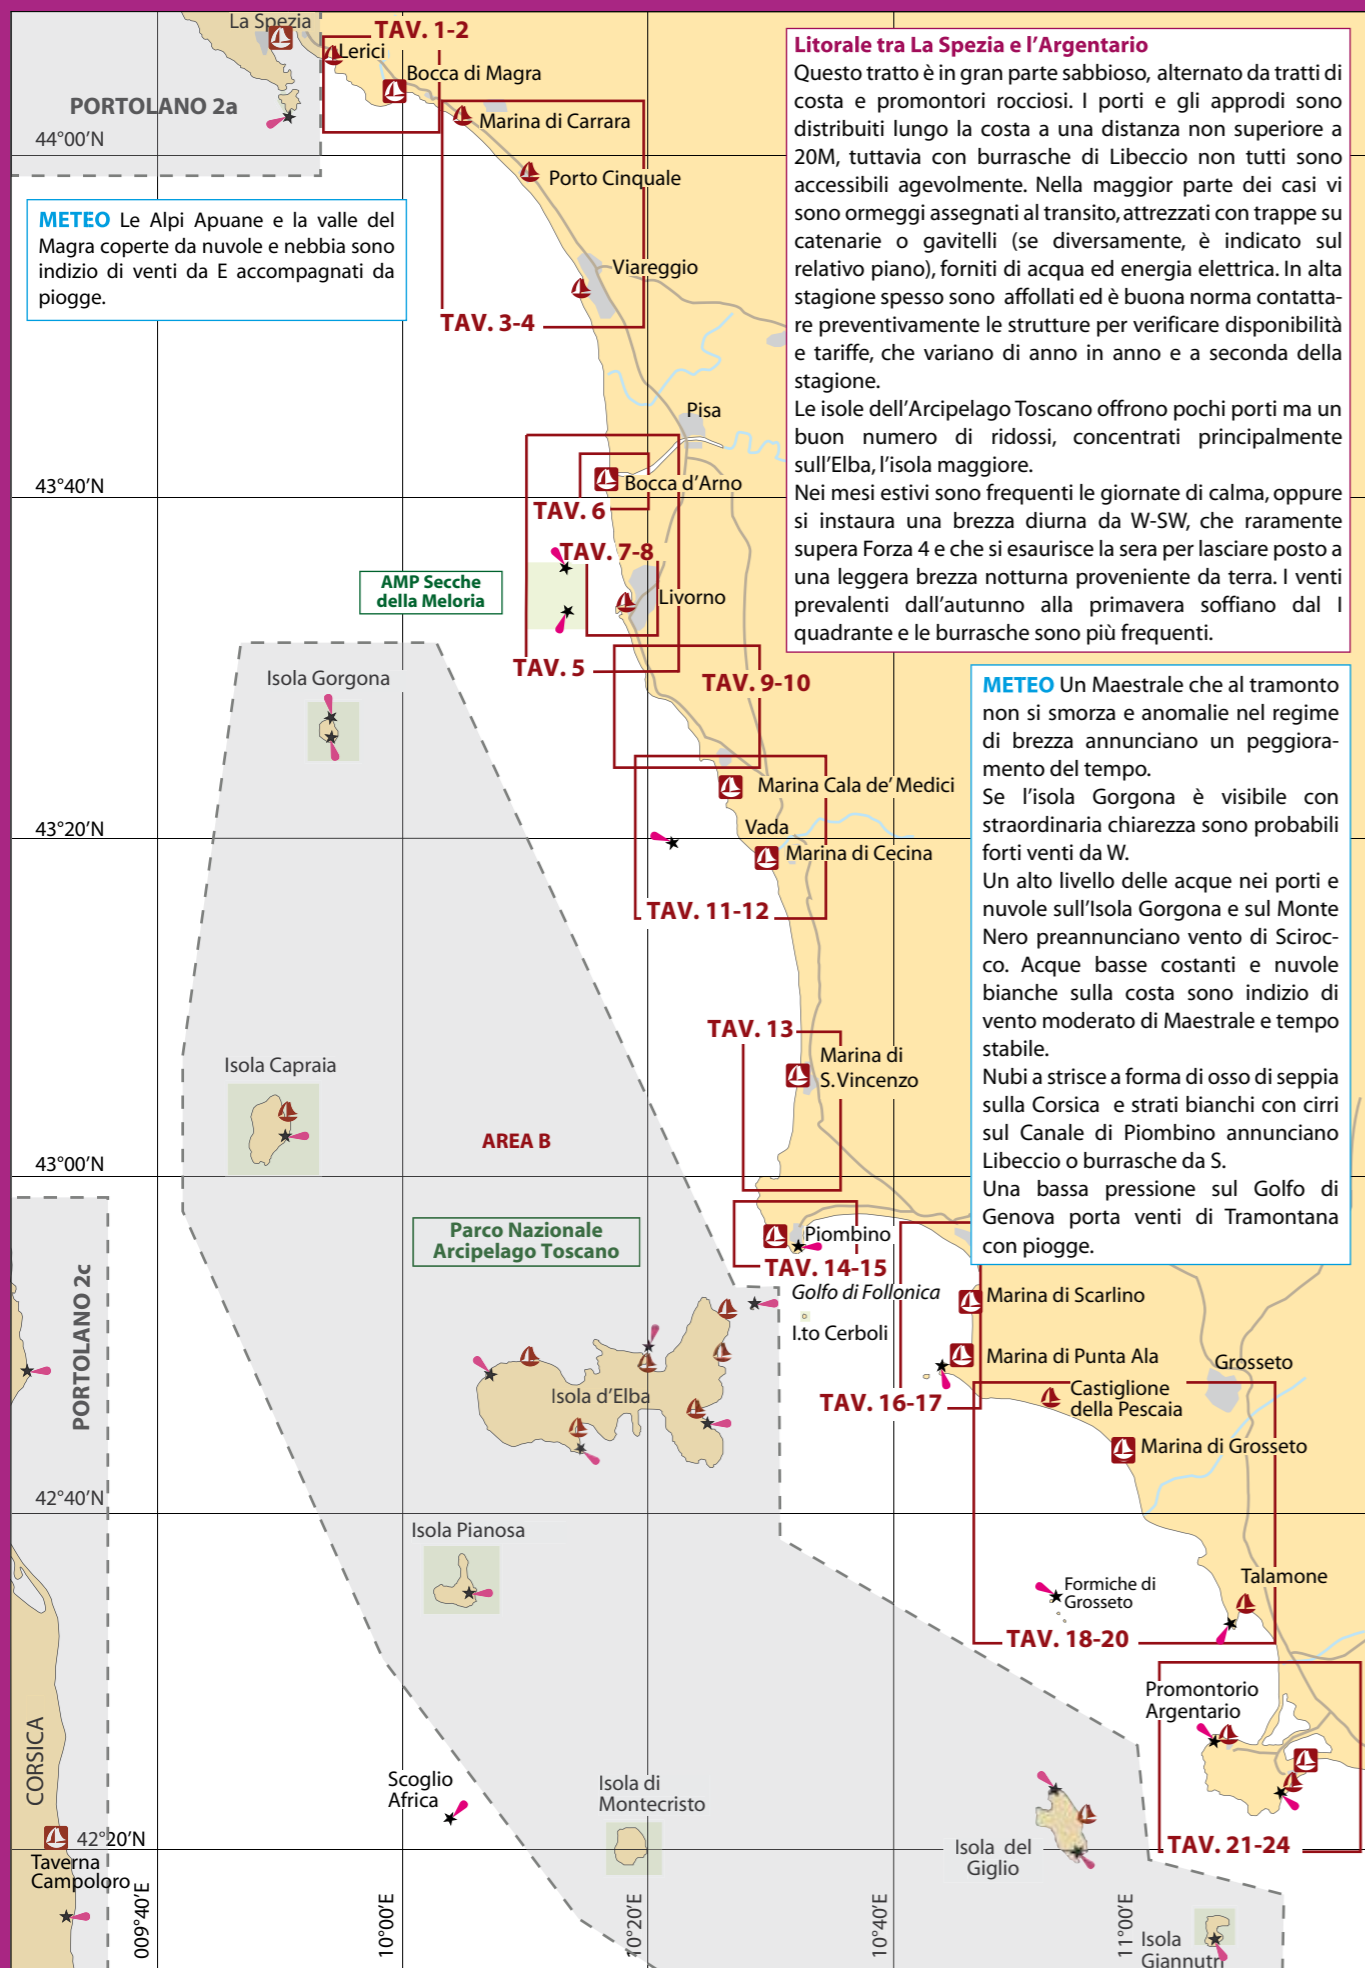 La Spezia
TAV. 1-2
Lerici
Bocca di Magra
PORTOLANO 2a
Marina di Carrara
44°00'N
Porto Cinquale
METEO Le Alpi Apuane e la valle del
Magra coperte da nuvole e nebbia sono
indizio di venti da E accompagnati da
piogge.
Viareggio
TAV. 3-4
Litorale tra La Spezia e l'Argentario
Questo tratto è in gran parte sabbioso, alternato da tratti di
costa e promontori rocciosi. I porti e gli approdi sono
distribuiti lungo la costa a una distanza non superiore a
20M, tuttavia con burrasche di Libeccio non tutti sono
accessibili agevolmente. Nella maggior parte dei casi vi
sono ormeggi assegnati al transito, attrezzati con trappe su
catenarie o gavitelli (se diversamente, è indicato sul
relativo piano), forniti di acqua ed energia elettrica. In alta
stagione spesso sono affollati ed è buona norma contatta-
re preventivamente le strutture per verificare disponibilità
e tariffe, che variano di anno in anno e a seconda della
stagione.
Le isole dell'Arcipelago Toscano offrono pochi porti ma un
buon numero di ridossi, concentrati principalmente
sull'Elba, l'isola maggiore.
Nei mesi estivi sono frequenti le giornate di calma, oppure
si instaura una brezza diurna da W-SW, che raramente
supera Forza 4 e che si esaurisce la sera per lasciare posto a
una leggera brezza notturna proveniente da terra. I venti
prevalenti dall'autunno alla primavera soffiano dal I
quadrante e le burrasche sono più frequenti.
Pisa
43°40'N
Bocca d'Arno
TAV. 6
TAV. 7-8
AMP Secche
della Meloria
Livorno
TAV. 5
Isola Gorgona
TAV. 9-10
METEO Un Maestrale che al tramonto
non si smorza e anomalie nel regime
di brezza annunciano un peggiora-
mento del tempo.
Se l'isola Gorgona è visibile con
straordinaria chiarezza sono probabili
forti venti da W.
Un alto livello delle acque nei porti e
nuvole sull'Isola Gorgona e sul Monte
Nero preannunciano vento di Sciroc-
co. Acque basse costanti e nuvole
bianche sulla costa sono indizio di
vento moderato di Maestrale e tempo
stabile.
Nubi a strisce a forma di osso di seppia
sulla Corsica e strati bianchi con cirri
sul Canale di Piombino annunciano
Libeccio o burrasche da S.
Una bassa pressione sul Golfo di
Genova porta venti di Tramontana
con piogge.
Marina Cala de' Medici
43°20'N
Vada
Marina di Cecina
TAV. 11-12
TAV. 13
Isola Capraia
Marina di
S.Vincenzo
AREA B
43°00'N
Parco Nazionale
Arcipelago Toscano
Piombino
TAV. 14-15
PORTOLANO 2c
Golfo di Follonica
Marina di Scarlino
I.to Cerboli
Marina di Punta Ala
Grosseto
Isola d'Elba
TAV. 16-17
Castiglione
della Pescaia
Marina di Grosseto
42°40'N
Isola Pianosa
Formiche di
Grosseto
Talamone
TAV. 18-20
Promontorio
Argentario
CORSICA
Scoglio
Africa
Isola di
Montecristo
42°20'N
Isola del
Giglio
TAV. 21-24
Taverna
Campoloro
009°40'E
10°00'E
10°20'E
10°40'E
11°00'E
Isola
Giannutri